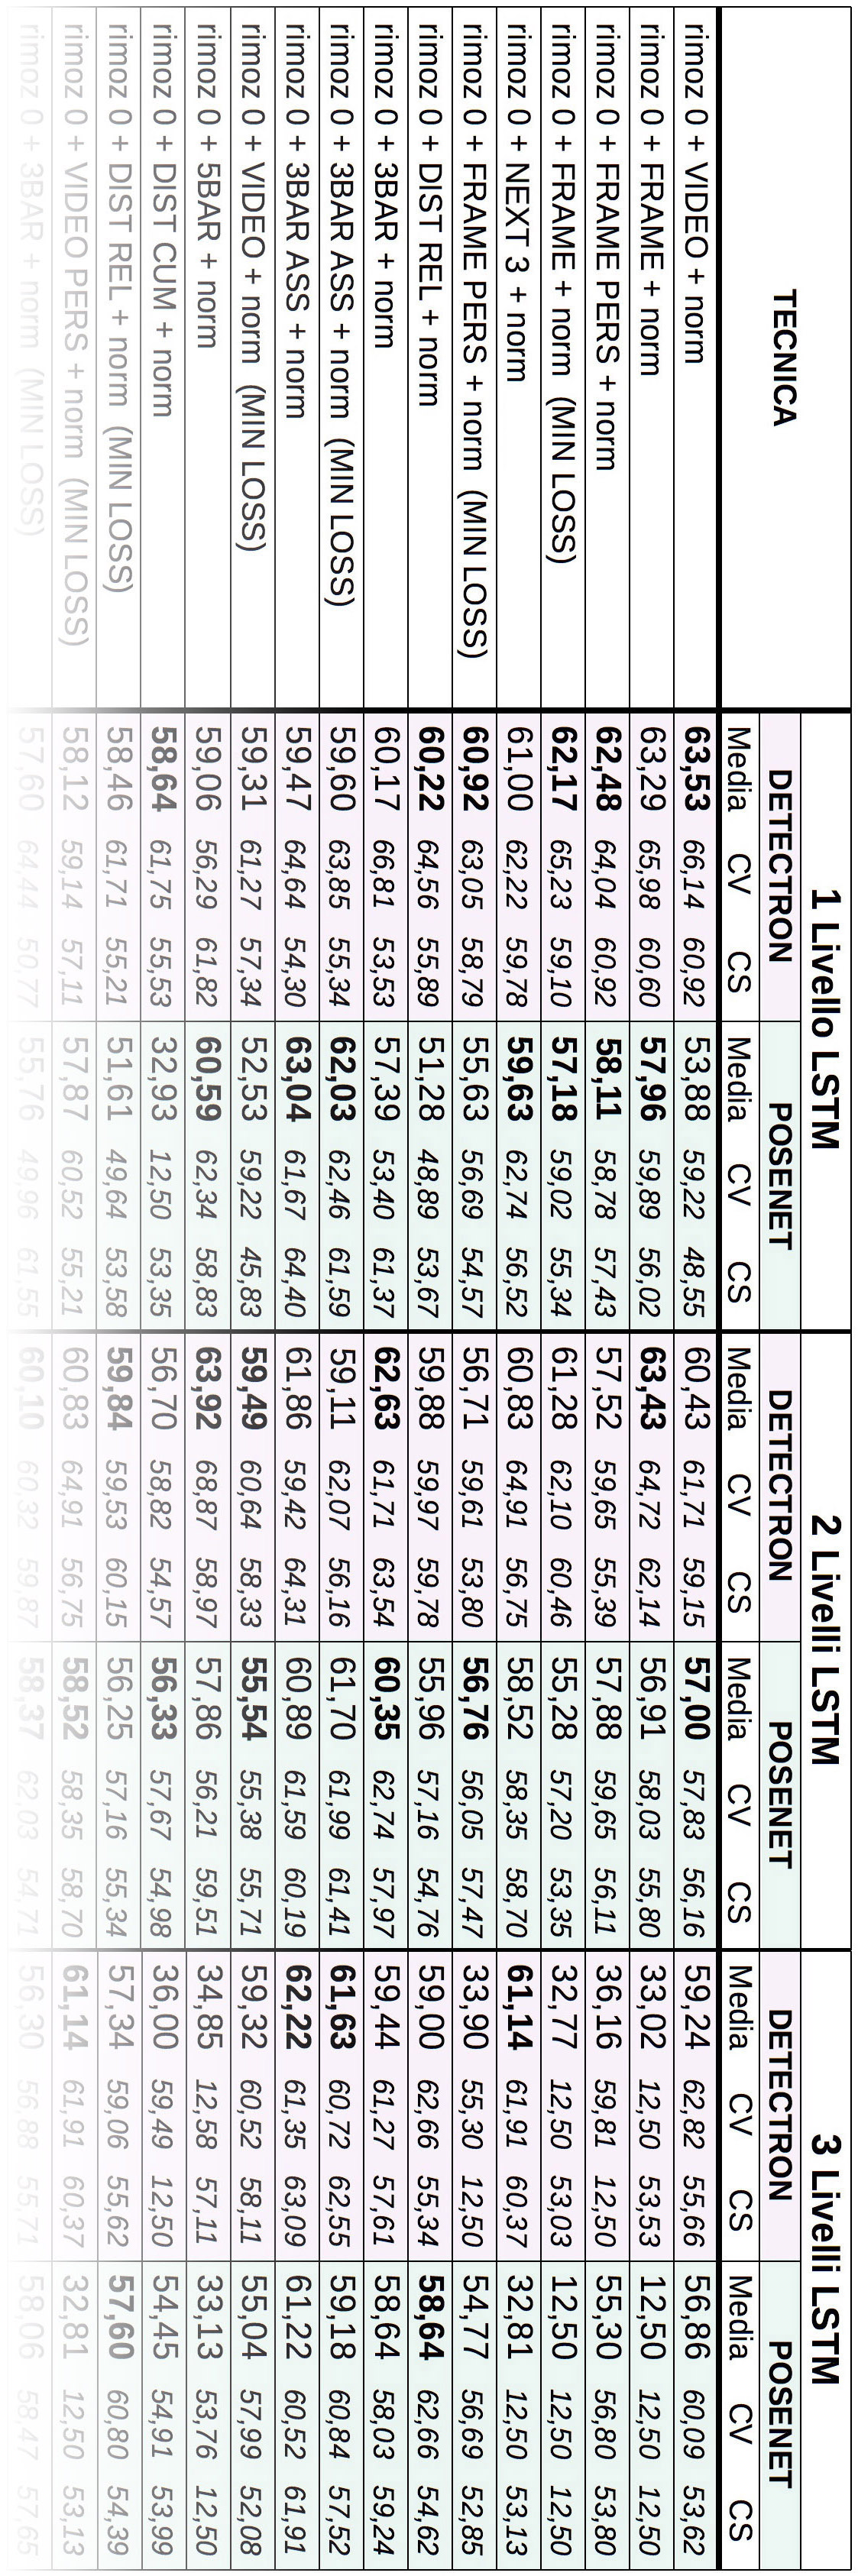 TECNICA 1 Livello LSTM 2 Livelli LSTM 3 Livelli LSTM
DETECTRON POSENET DETECTRON POSENET DETECTRON POSENET
Media CV CS Media CV CS Media CV CS Media CV CS Media CV CS Media CV CS
rimoz 0 + VIDEO + norm 63,53 66,14 60,92 53,88 59,22 48,55 60,43 61,71 59,15 57,00 57,83 56,16 59,24 62,82 55,66 56,86 60,09 53,62
rimoz 0 + FRAME + norm 63,29 65,98 60,60 57,96 59,89 56,02 63,43 64,72 62,14 56,91 58,03 55,80 33,02 12,50 53,53 12,50 12,50 12,50
rimoz 0 + FRAME PERS + norm 62,48 64,04 60,92 58,11 58,78 57,43 57,52 59,65 55,39 57,88 59,65 56,11 36,16 59,81 12,50 55,30 56,80 53,80
rimoz 0 + FRAME + norm (MIN LOSS) 62,17 65,23 59,10 57,18 59,02 55,34 61,28 62,10 60,46 55,28 57,20 53,35 32,77 12,50 53,03 12,50 12,50 12,50
rimoz 0 + NEXT 3 + norm 61,00 62,22 59,78 59,63 62,74 56,52 60,83 64,91 56,75 58,52 58,35 58,70 61,14 61,91 60,37 32,81 12,50 53,13
rimoz 0 + FRAME PERS + norm (MIN LOSS) 60,92 63,05 58,79 55,63 56,69 54,57 56,71 59,61 53,80 56,76 56,05 57,47 33,90 55,30 12,50 54,77 56,69 52,85
rimoz 0 + DIST REL + norm 60,22 64,56 55,89 51,28 48,89 53,67 59,88 59,97 59,78 55,96 57,16 54,76 59,00 62,66 55,34 58,64 62,66 54,62
rimoz 0 + 3BAR + norm 60,17 66,81 53,53 57,39 53,40 61,37 62,63 61,71 63,54 60,35 62,74 57,97 59,44 61,27 57,61 58,64 58,03 59,24
rimoz 0 + 3BAR ASS + norm (MIN LOSS) 59,60 63,85 55,34 62,03 62,46 61,59 59,11 62,07 56,16 61,70 61,99 61,41 61,63 60,72 62,55 59,18 60,84 57,52
rimoz 0 + 3BAR ASS + norm 59,47 64,64 54,30 63,04 61,67 64,40 61,86 59,42 64,31 60,89 61,59 60,19 62,22 61,35 63,09 61,22 60,52 61,91
rimoz 0 + VIDEO + norm (MIN LOSS) 59,31 61,27 57,34 52,53 59,22 45,83 59,49 60,64 58,33 55,54 55,38 55,71 59,32 60,52 58,11 55,04 57,99 52,08
rimoz 0 + 5BAR + norm 59,06 56,29 61,82 60,59 62,34 58,83 63,92 68,87 58,97 57,86 56,21 59,51 34,85 12,58 57,11 33,13 53,76 12,50
rimoz 0 + DIST CUM + norm 58,64 61,75 55,53 32,93 12,50 53,35 56,70 58,82 54,57 56,33 57,67 54,98 36,00 59,49 12,50 54,45 54,91 53,99
rimoz 0 + DIST REL + norm (MIN LOSS) 58,46 61,71 55,21 51,61 49,64 53,58 59,84 59,53 60,15 56,25 57,16 55,34 57,34 59,06 55,62 57,60 60,80 54,39
rimoz 0 + VIDEO PERS + norm (MIN LOSS) 58,12 59,14 57,11 57,87 60,52 55,21 60,83 64,91 56,75 58,52 58,35 58,70 61,14 61,91 60,37 32,81 12,50 53,13
rimoz 0 + 3BAR + norm (MIN LOSS) 57,60 64,44 50,77 55,76 49,96 61,55 60,10 60,32 59,87 58,37 62,03 54,71 56,30 56,88 55,71 58,06 58,47 57,65